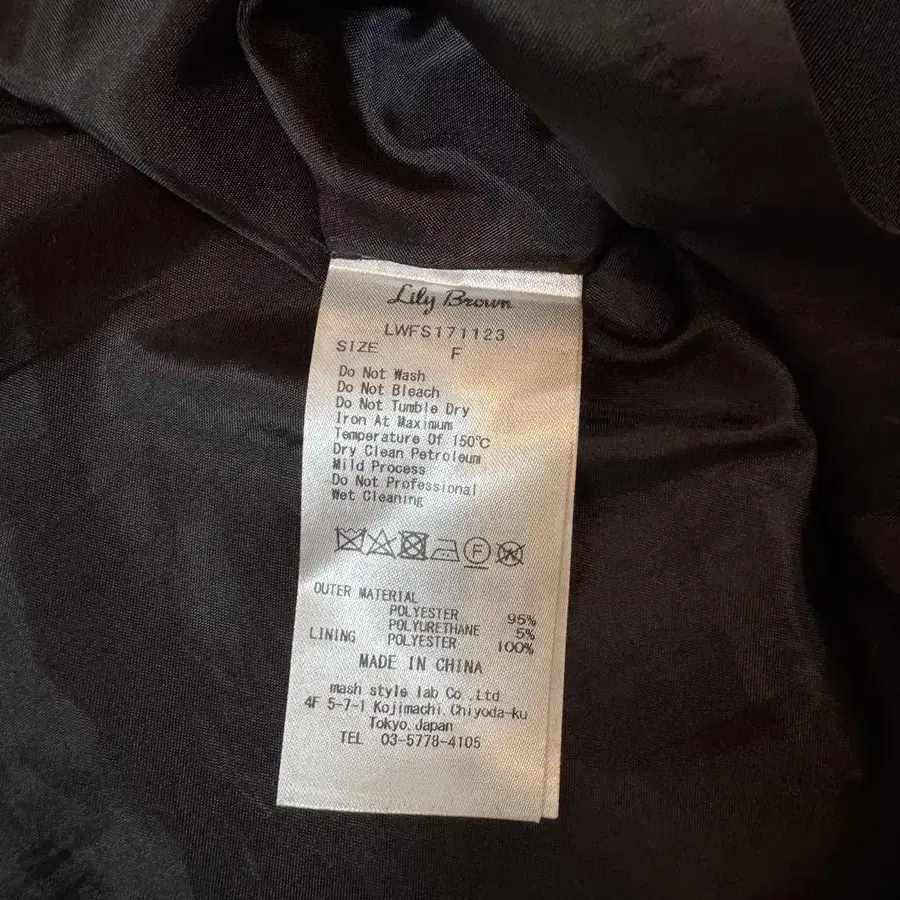 Lily Brown
LWFS171123
SIZE F
Do Not Wash
Do Not Bleach
Do Not Tumble Dry
Iron At Maximum
Temperature Of 150℃
Dry Clean Petroleum
Mild Process
Do Not Professional
Wet Cleaning
F
W
OUTER MATERIAL
POLYESTER 95%
POLYURETHANE 5%
LINING POLYESTER 100%
MADE IN CHINA
mash style lab Co.,Ltd
4F 5-7-1 Kojimachi,Chiyoda-ku
Tokyo,Japan
TEL 03-5778-4105